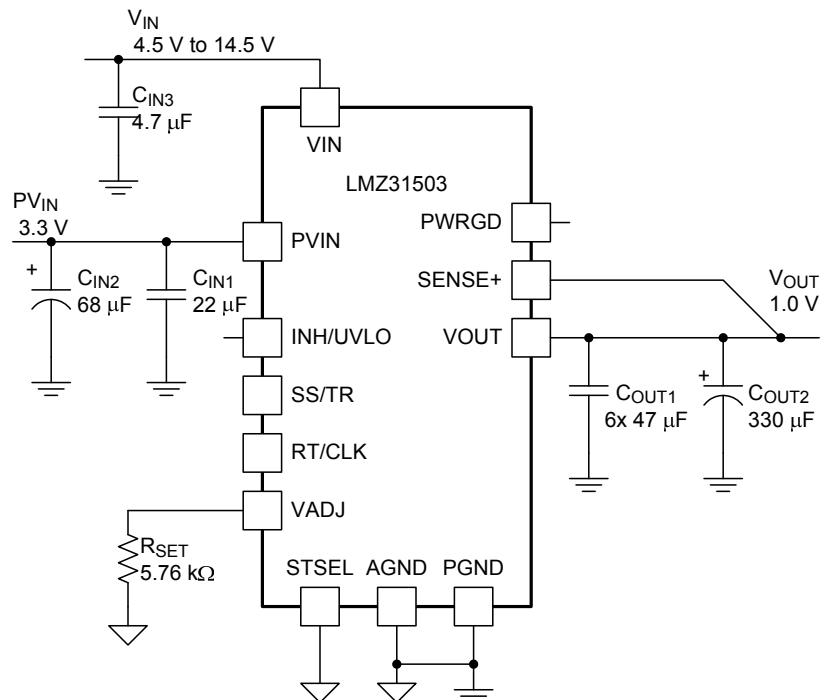 VIN
4.5 V to 14.5 V
CIN3
4.7 μF
VIN
LMZ31503
PVIN
3.3 V
PVIN
PWRGD
+
CIN2
68 μF
CIN1
22 μF
SENSE+
VOUT
1.0 V
INH/UVLO
VOUT
SS/TR
COUT1
6x 47 μF
+
COUT2
330 μF
RT/CLK
VADJ
RSET
5.76 kΩ
STSEL
AGND
PGND